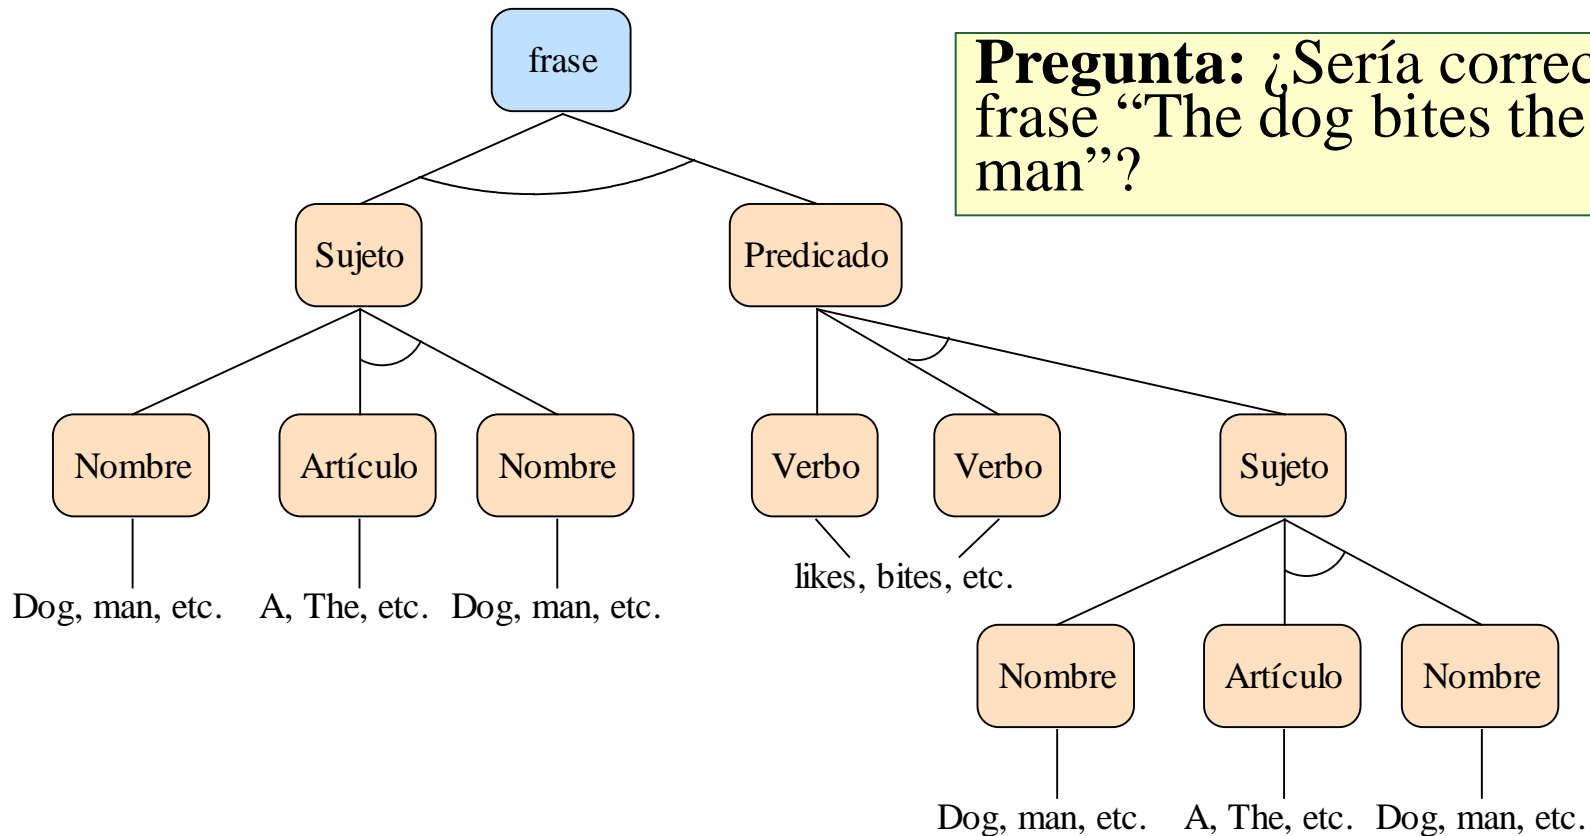 frase
Pregunta: ¿Sería correc
frase “The dog bites the
man”?
Sujeto
Predicado
Nombre
Artículo
Nombre
Verbo
Verbo
Sujeto
likes, bites, etc.
Dog, man, etc.
A, The, etc.
Dog, man, etc.
Nombre
Artículo
Nombre
Dog, man, etc.
A, The, etc.
Dog, man, etc.